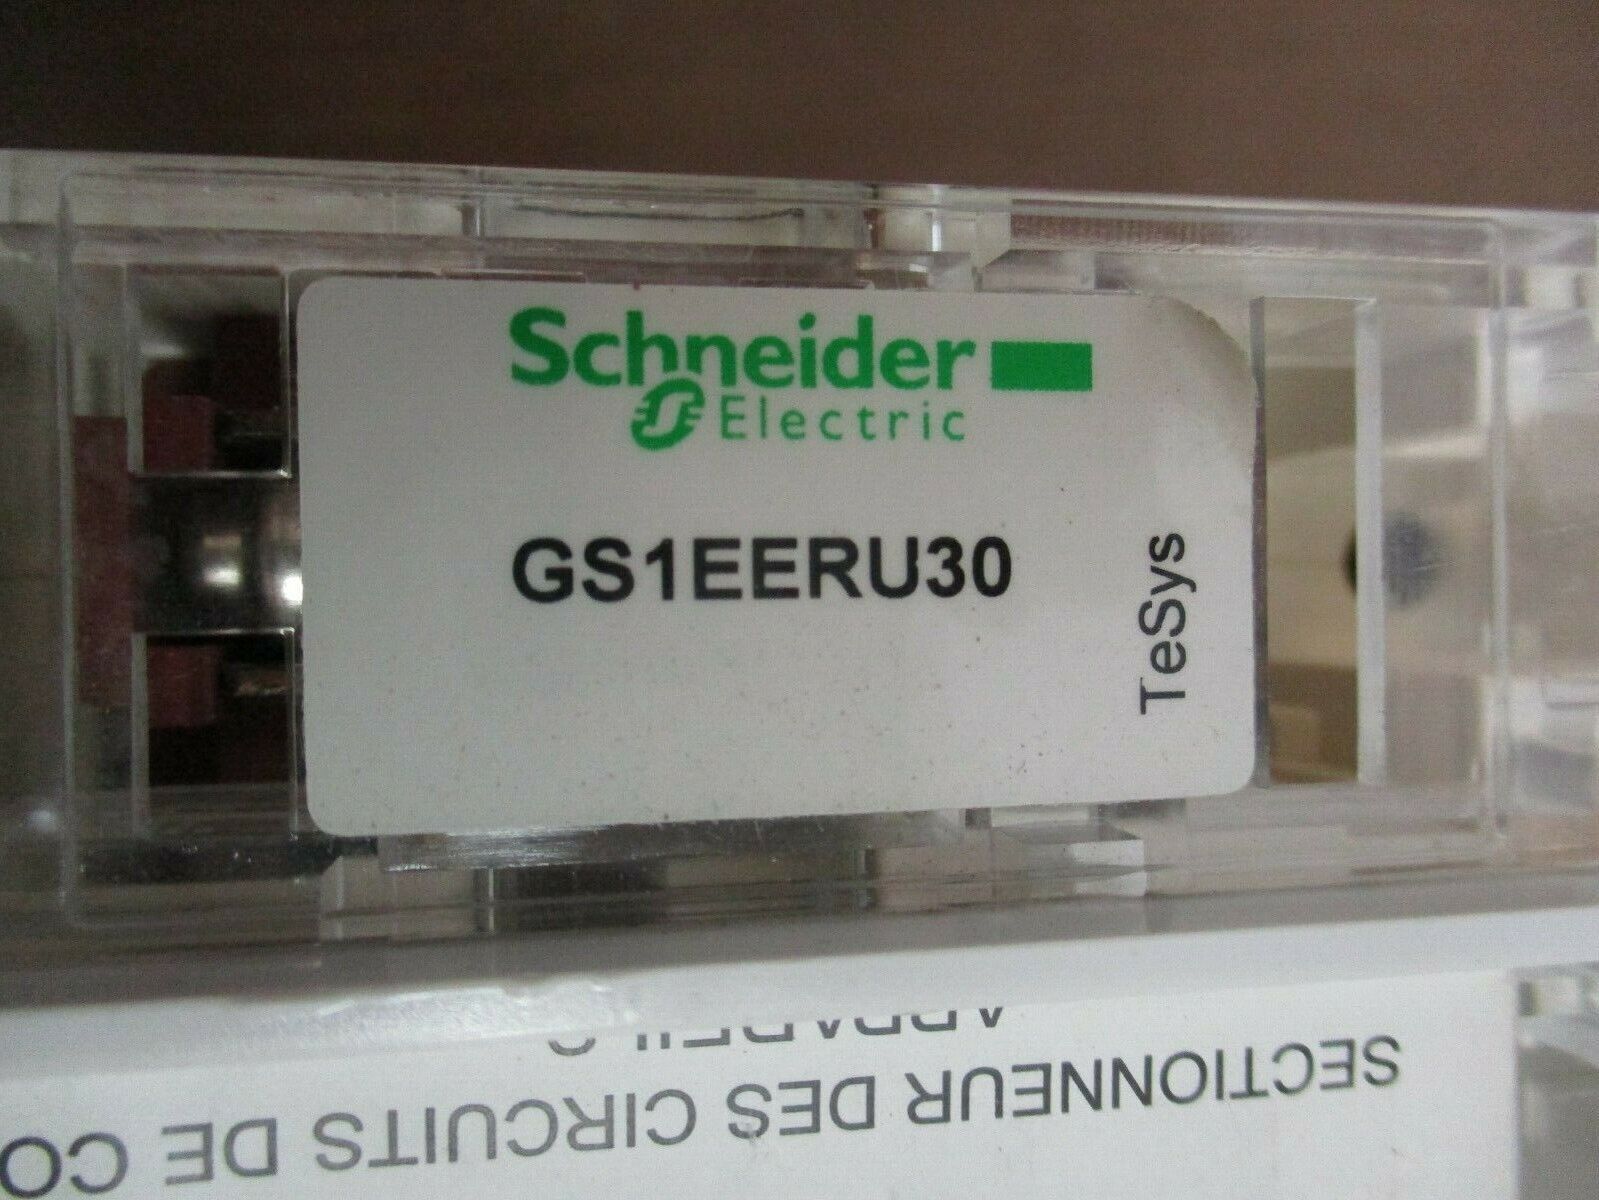 Schneider
Electric
GS1EERU30
TeSys
SECTIONNEUR DES CIRCUITS DE CO